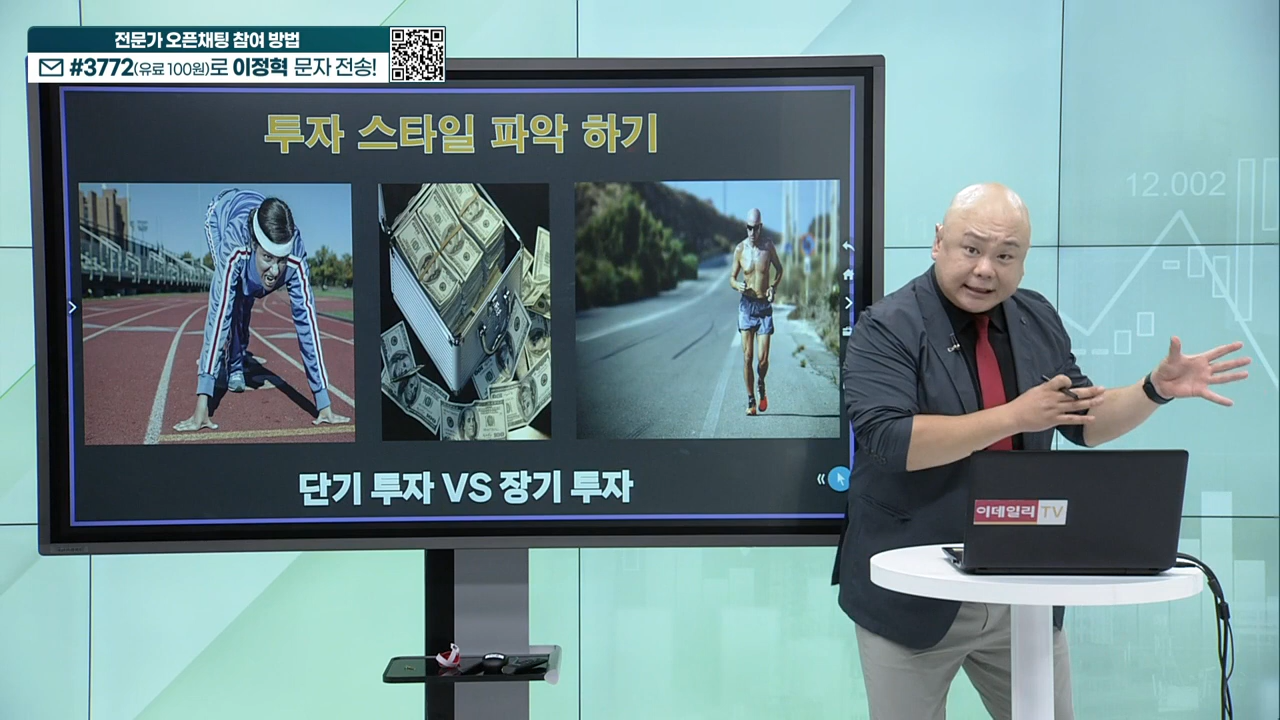 전문가 오픈채팅 참여 방법
#3772(유료 100원)로 이정혁 문자 전송!
투자 스타일 파악 하기
단기 투자 VS 장기 투자
12.002
이데일리 TV